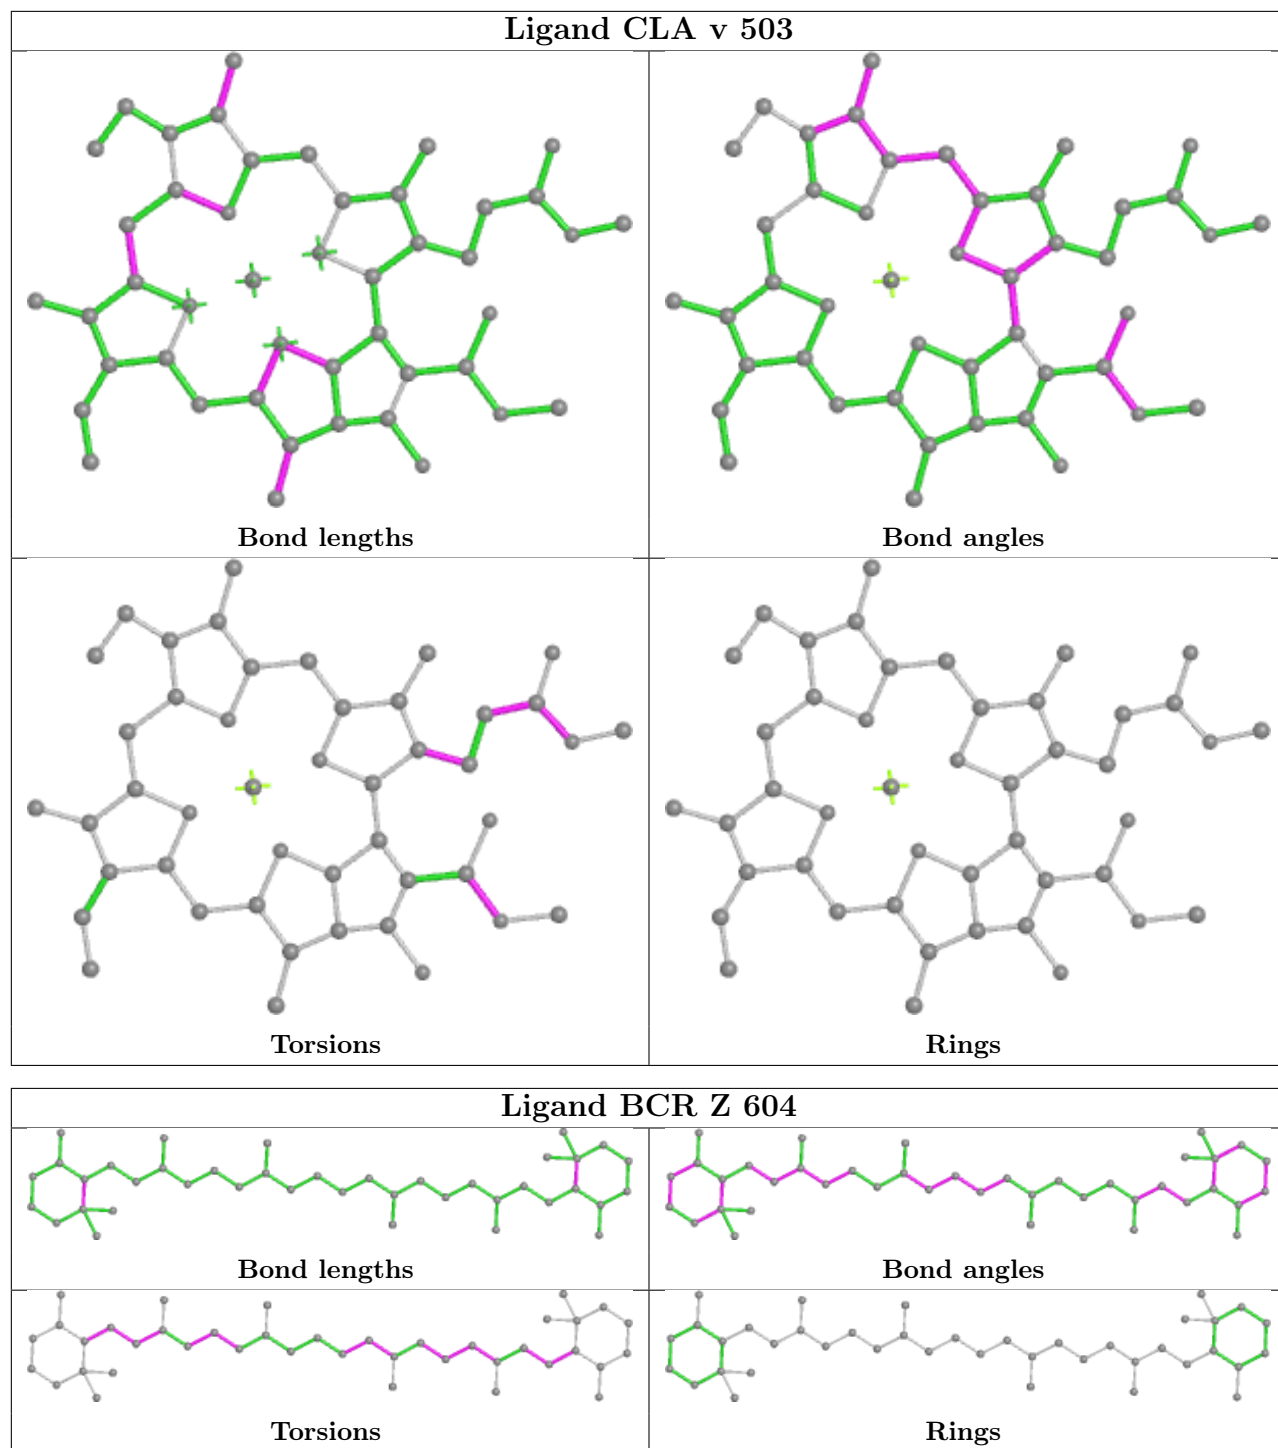 Ligand CLA v 503
Bond lengths
Bond angles
Torsions
Rings
Ligand BCR Z 604
Bond lengths
Bond angles
Torsions
Rings